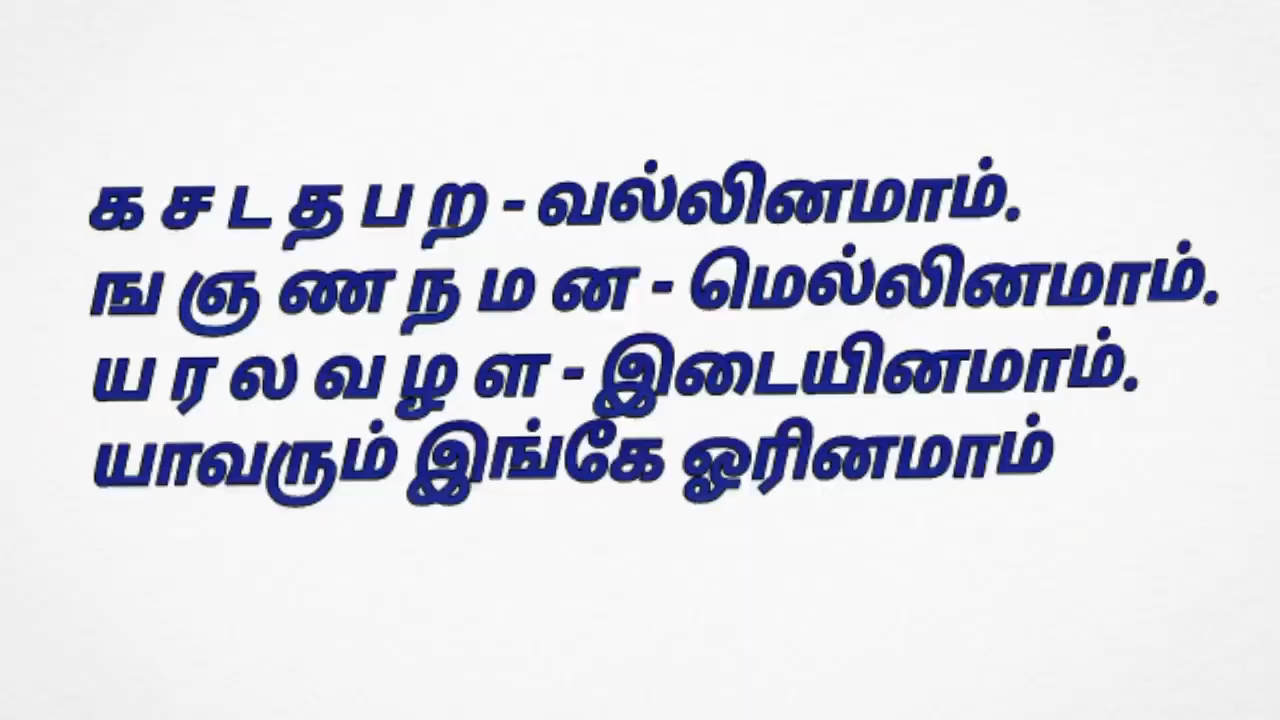 க ச ட த ப ற - வல்லினமாம்.
ங ஞ ண ந ம ன - மெல்லினமாம்.
ய ர ல வ ழ ள - இடையினமாம்.
யாவரும் இங்கே ஓரினமாம்